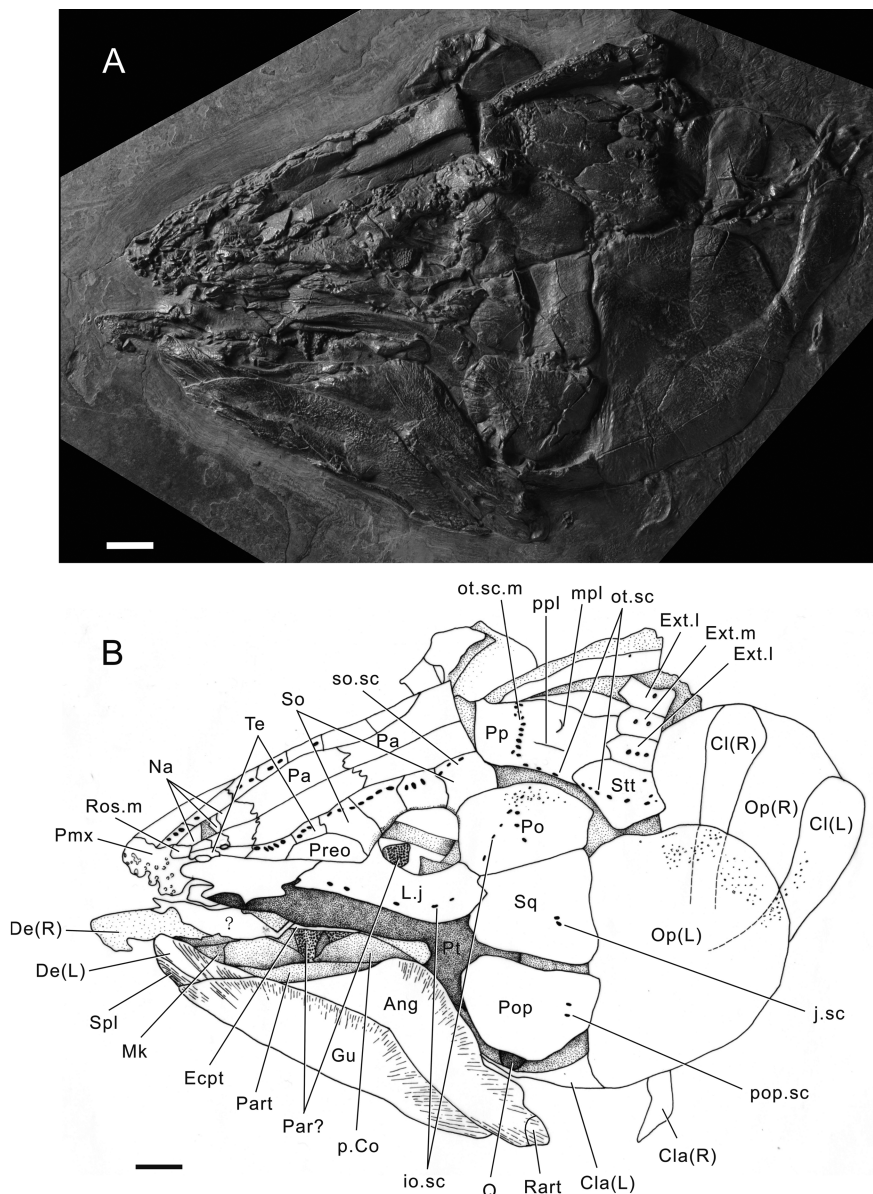 A
B
ot.sc.m
ppl
mpl
ot.sc
Ext.l
Ext.m
Ext.l
so.sc
So
Te
Na
Ros.m
Pmx
Pa
Pa
Pp
Stt
Cl(R)
Op(R)
Cl(L)
Preo
Po
L.j
Sq
Op(L)
De(R)
?
Pt
De(L)
Ang
Pop
j.sc
Spl
Mk
Gu
Ecpt
pop.sc
Part
Par?
p.Co
io.sc
Q
Rart
Cla(L)
Cla(R)